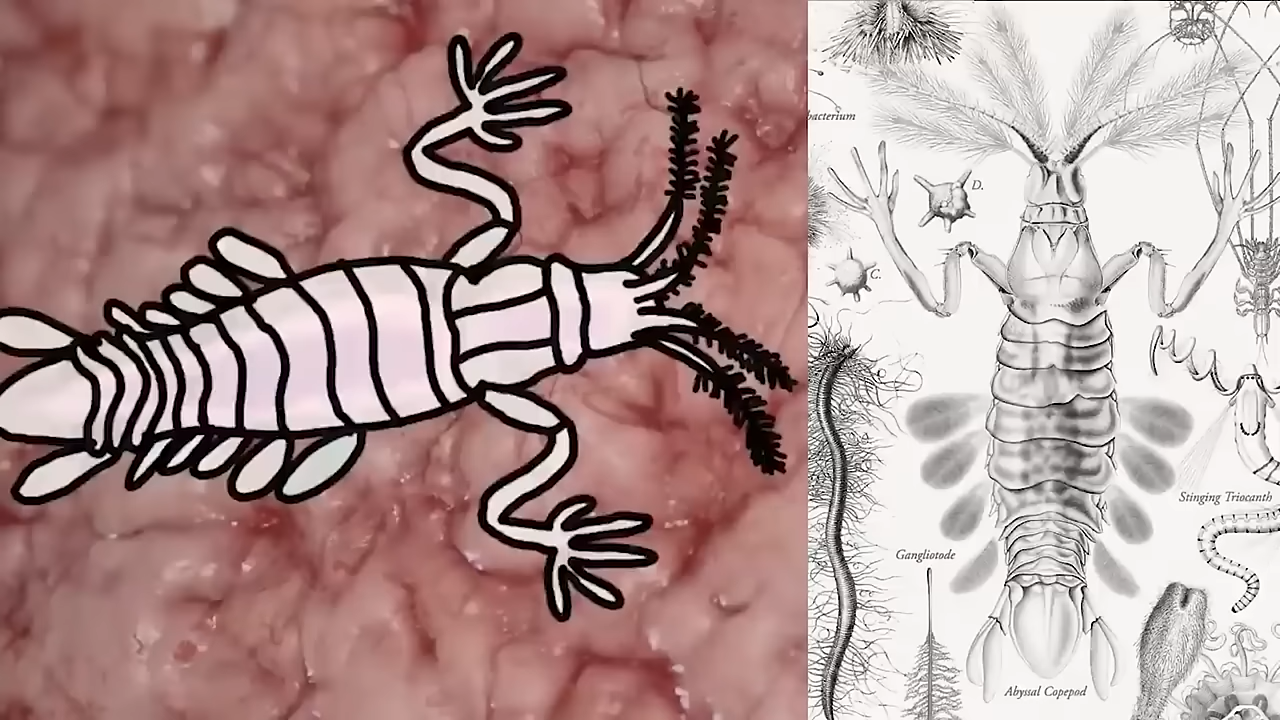 bacterium
D.
C.
Stinging Triocanth
Gangliotode
Abyssal Copepod